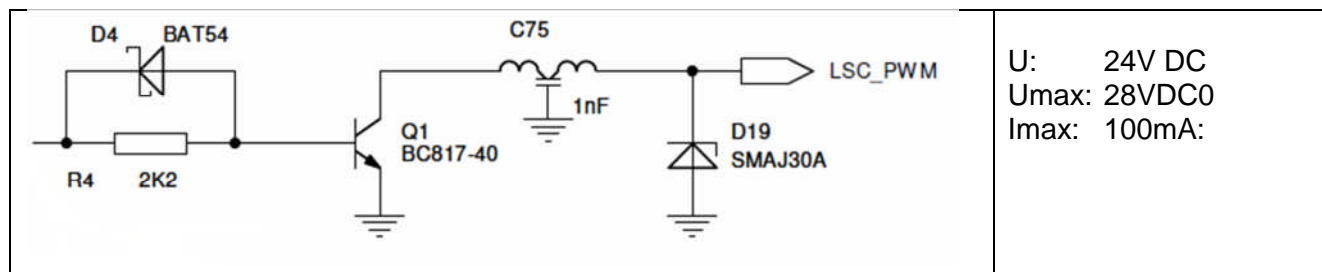 D4 BAT54
C75
LSC_PWM
1nF
Q1
BC817-40
D19
SMAJ30A
R4 2K2
U: 24V DC
Umax: 28VDC0
Imax: 100mA: